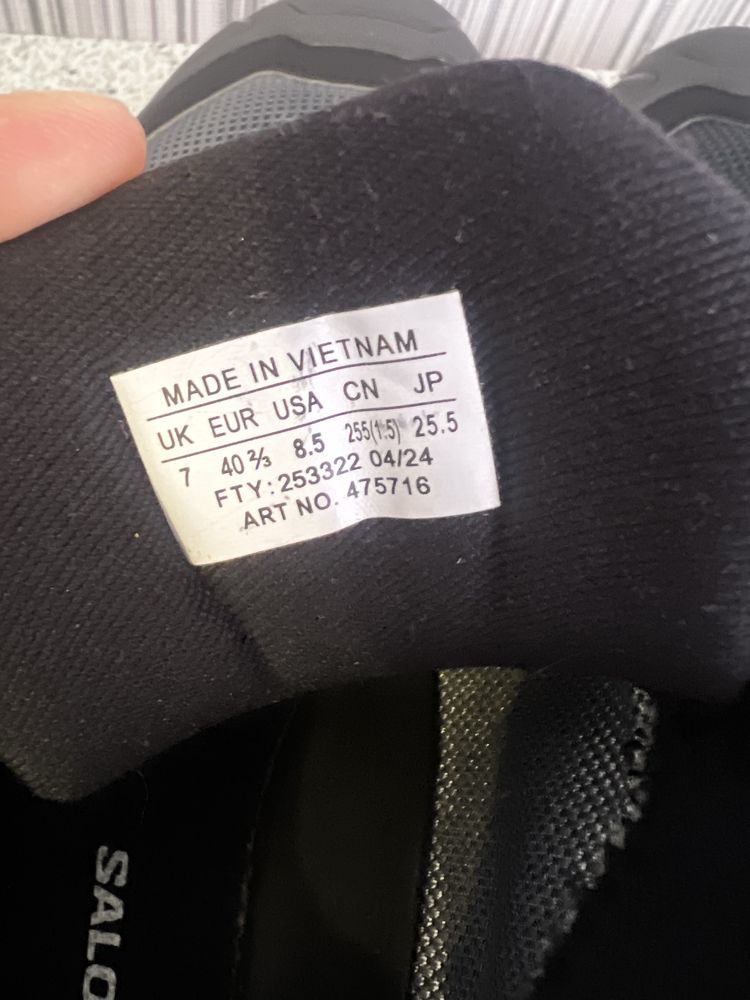 MADE IN VIETNAM
UK EUR USA CN JP
7 40 ⅔ 8.5 255(1.5) 25.5
FTY: 253322 04/24
ART NO. 475716
SALO